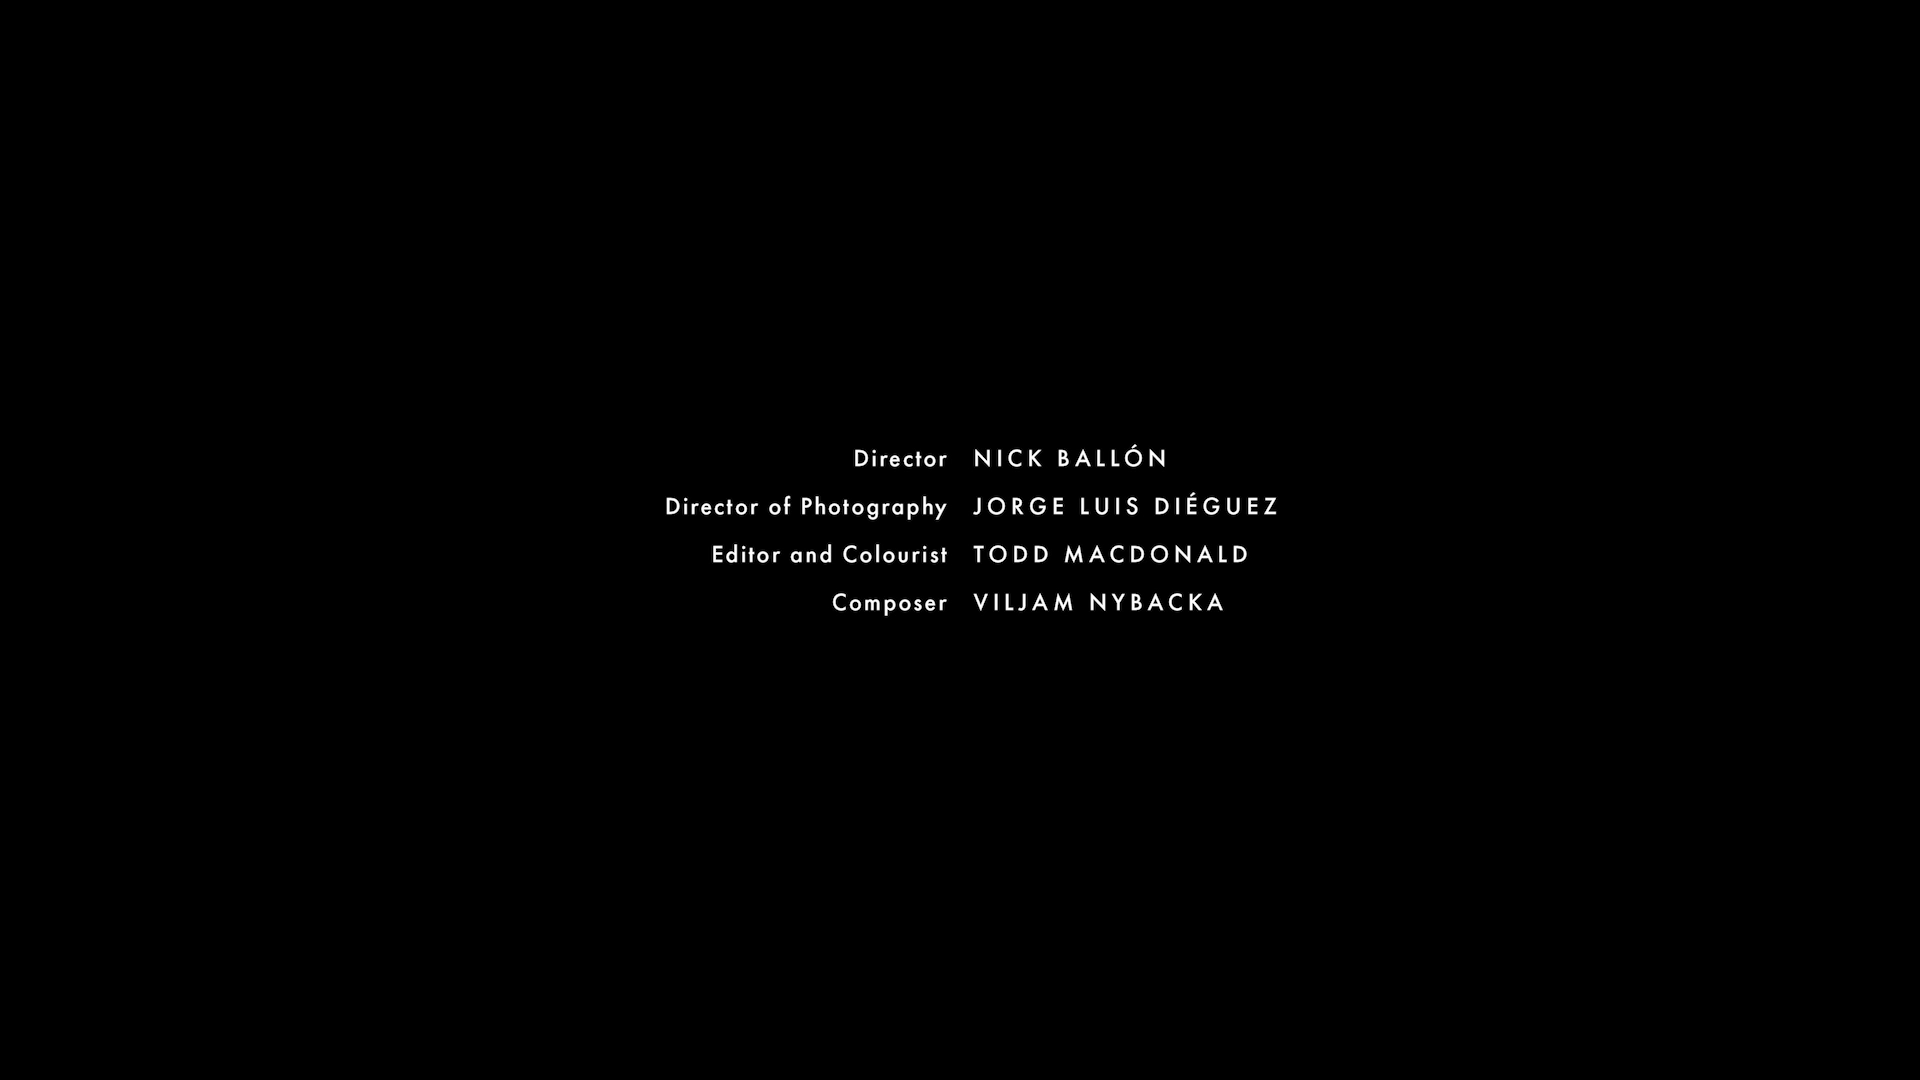 Director NICK BALLÓN
Director of Photography JORGE LUIS DIÉGUEZ
Editor and Colourist TODD MACDONALD
Composer VILJAM NYBACKA